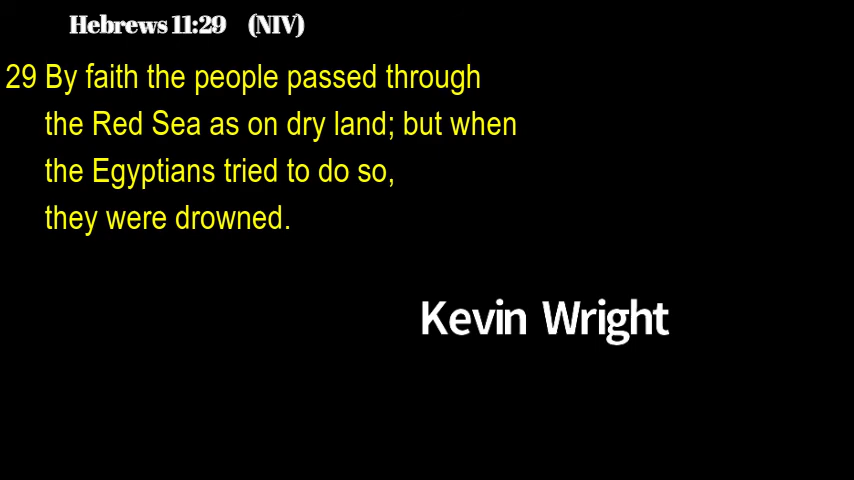 Hebrews 11:29 (NIV)
29 By faith the people passed through
the Red Sea as on dry land; but when
the Egyptians tried to do so,
they were drowned.
Kevin Wright